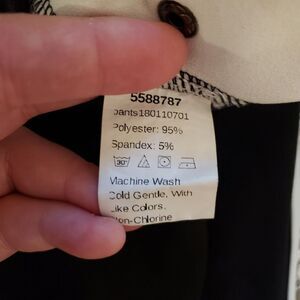 5588787
pants180110701
Polyester: 95%
Spandex: 5%
30°
Machine Wash
Cold Gentle, With
Like Colors.
Non-Chlorine